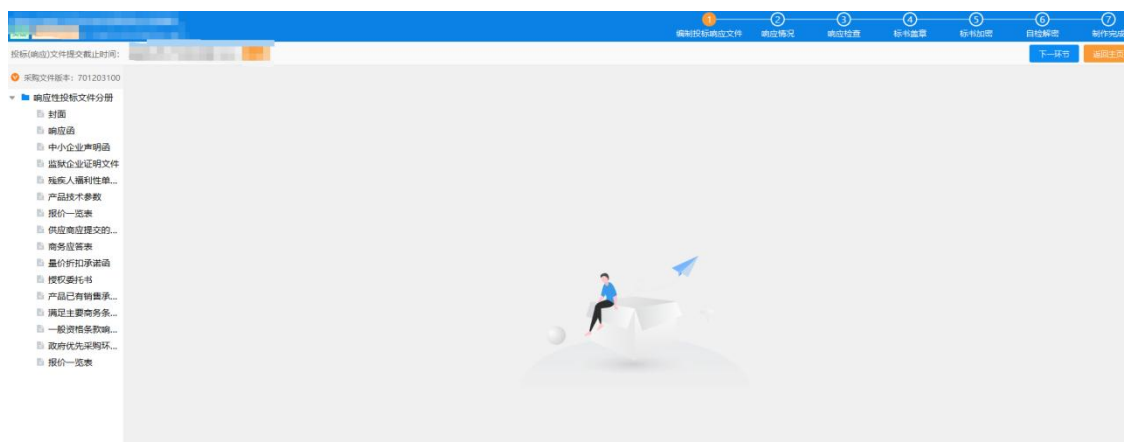 1 2 3 4 5 6 7
编制投标响应文件 响应情况 响应检查 标书盖章 标书加密 自检解密 制作完成
投标(响应)文件提交截止时间:
下一环节 返回主页
采购文件版本: 701203100
响应性投标文件分册
封面
响应函
中小企业声明函
监狱企业证明文件
残疾人福利性单...
产品技术参数
报价一览表
供应商应提交的...
商务应答表
量价折扣承诺函
授权委托书
产品已有销售承...
满足主要商务条...
一般资格条款响...
政府优先采购环...
报价一览表